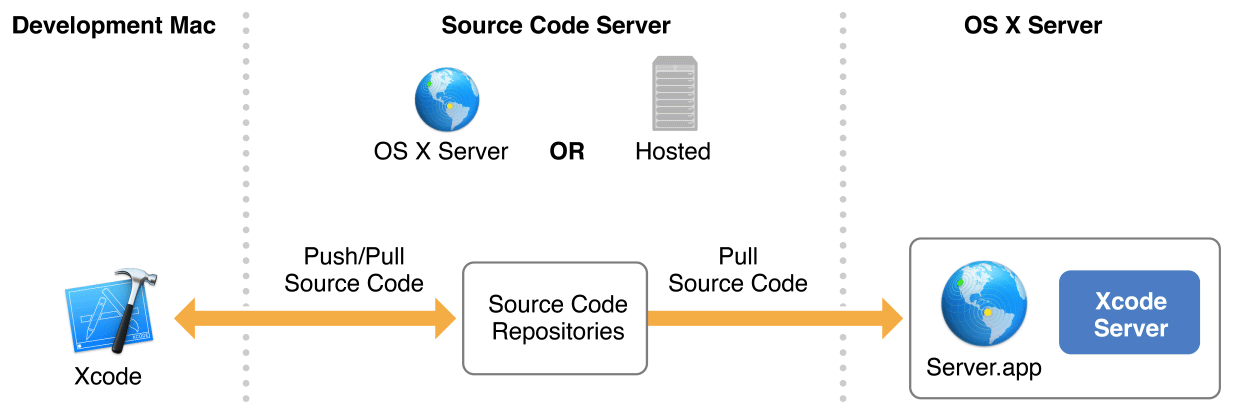 Development Mac
Source Code Server
OS X Server
OS X Server
OR
Hosted
Push/Pull
Source Code
Pull
Source Code
Source Code
Repositories
Xcode
Server
Server.app
Xcode